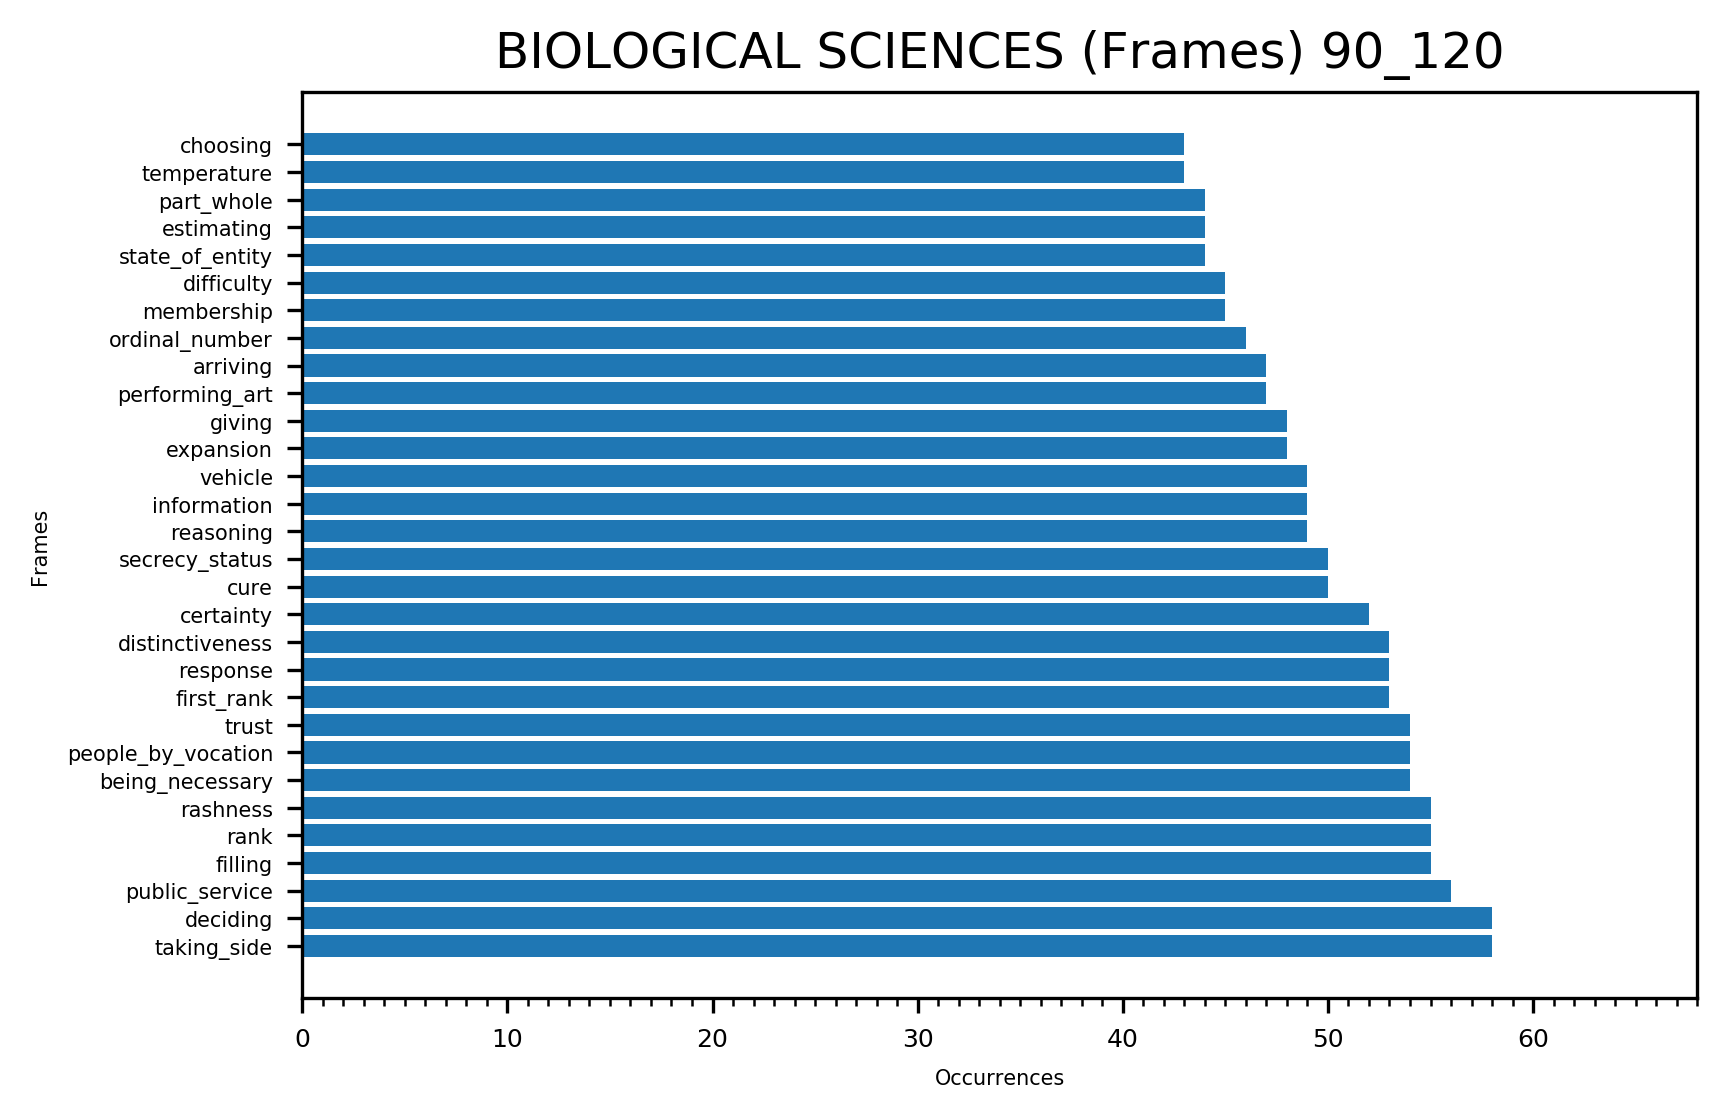 BIOLOGICAL SCIENCES (Frames) 90_120
choosing
temperature
part_whole
estimating
state_of_entity
difficulty
membership
ordinal_number
arriving
performing_art
giving
expansion
vehicle
information
reasoning
secrecy_status
cure
certainty
distinctiveness
response
first_rank
trust
people_by_vocation
being_necessary
rashness
rank
filling
public_service
deciding
taking_side
Frames
0 10 20 30 40 50 60
Occurrences